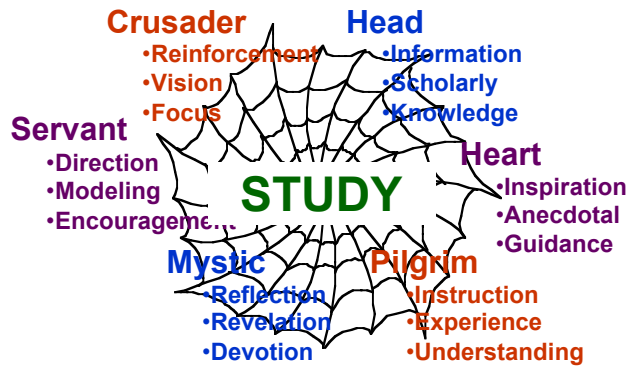 Crusader
•Reinforcement
•Vision
•Focus
Head
•Information
•Scholarly
•Knowledge
Servant
•Direction
•Modeling
•Encouragement
Heart
•Inspiration
•Anecdotal
•Guidance
STUDY
Mystic
•Reflection
•Revelation
•Devotion
Pilgrim
•Instruction
•Experience
•Understanding